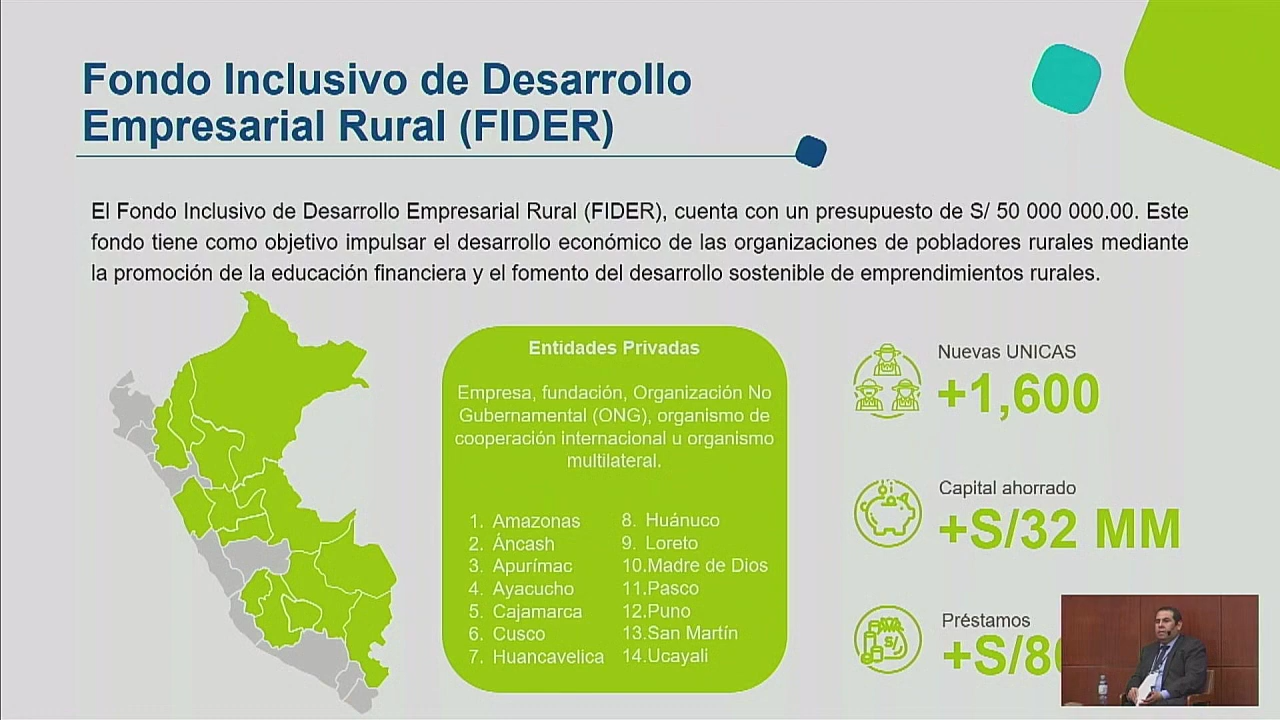 Fondo Inclusivo de Desarrollo
Empresarial Rural (FIDER)
El Fondo Inclusivo de Desarrollo Empresarial Rural (FIDER), cuenta con un presupuesto de S/ 50 000 000.00. Este
fondo tiene como objetivo impulsar el desarrollo económico de las organizaciones de pobladores rurales mediante
la promoción de la educación financiera y el fomento del desarrollo sostenible de emprendimientos rurales.
Entidades Privadas
Empresa, fundación, Organización No
Gubernamental (ONG), organismo de
cooperación internacional u organismo
multilateral.
1. Amazonas
2. Áncash
3. Apurímac
4. Ayacucho
5. Cajamarca
6. Cusco
7. Huancavelica
8. Huánuco
9. Loreto
10.Madre de Dios
11.Pasco
12.Puno
13.San Martín
14.Ucayali
Nuevas UNICAS
+1,600
Capital ahorrado
+S/32 MM
Préstamos
S/